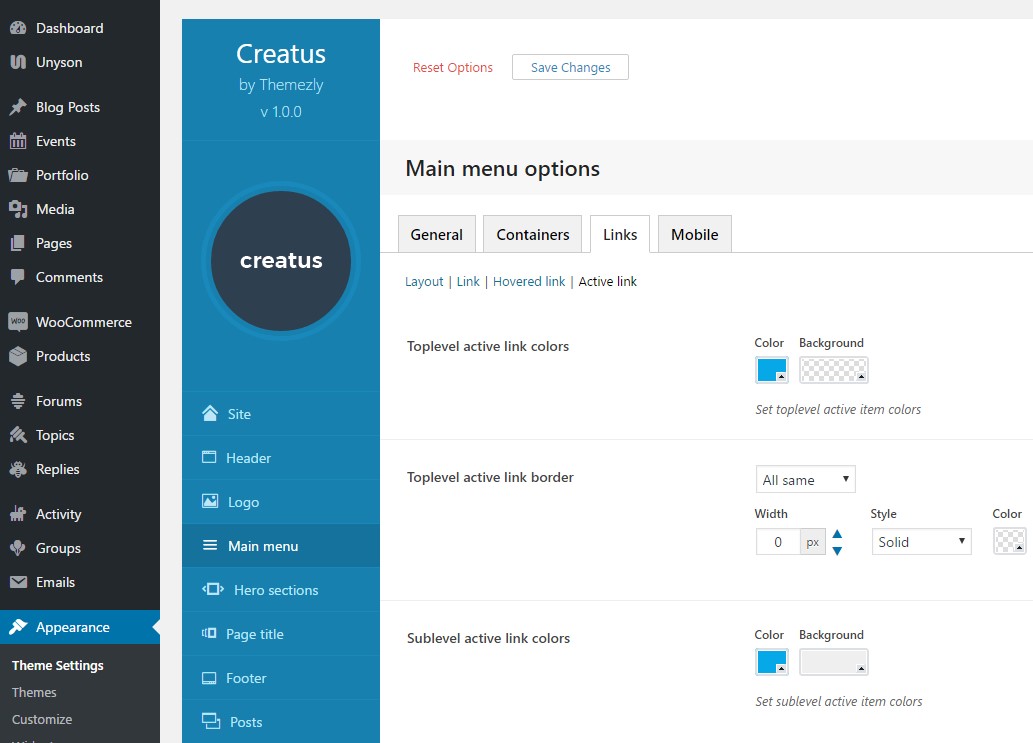 Dashboard
Unyson
Blog Posts
Events
Portfolio
Media
Pages
Comments
WOO
WooCommerce
Products
Forums
Topics
Replies
Activity
Groups
Emails
Appearance
Theme Settings
Themes
Customize
Creatus
by Themezly
v 1.0.0
creatus
Site
Header
Logo
Main menu
Hero sections
Page title
Footer
Posts
Reset Options Save Changes
Main menu options
General Containers Links Mobile
Layout | Link | Hovered link | Active link
Toplevel active link colors
Color Background
Set toplevel active item colors
Toplevel active link border
All same
Width Style Color
0 px Solid
Sublevel active link colors
Color Background
Set sublevel active item colors